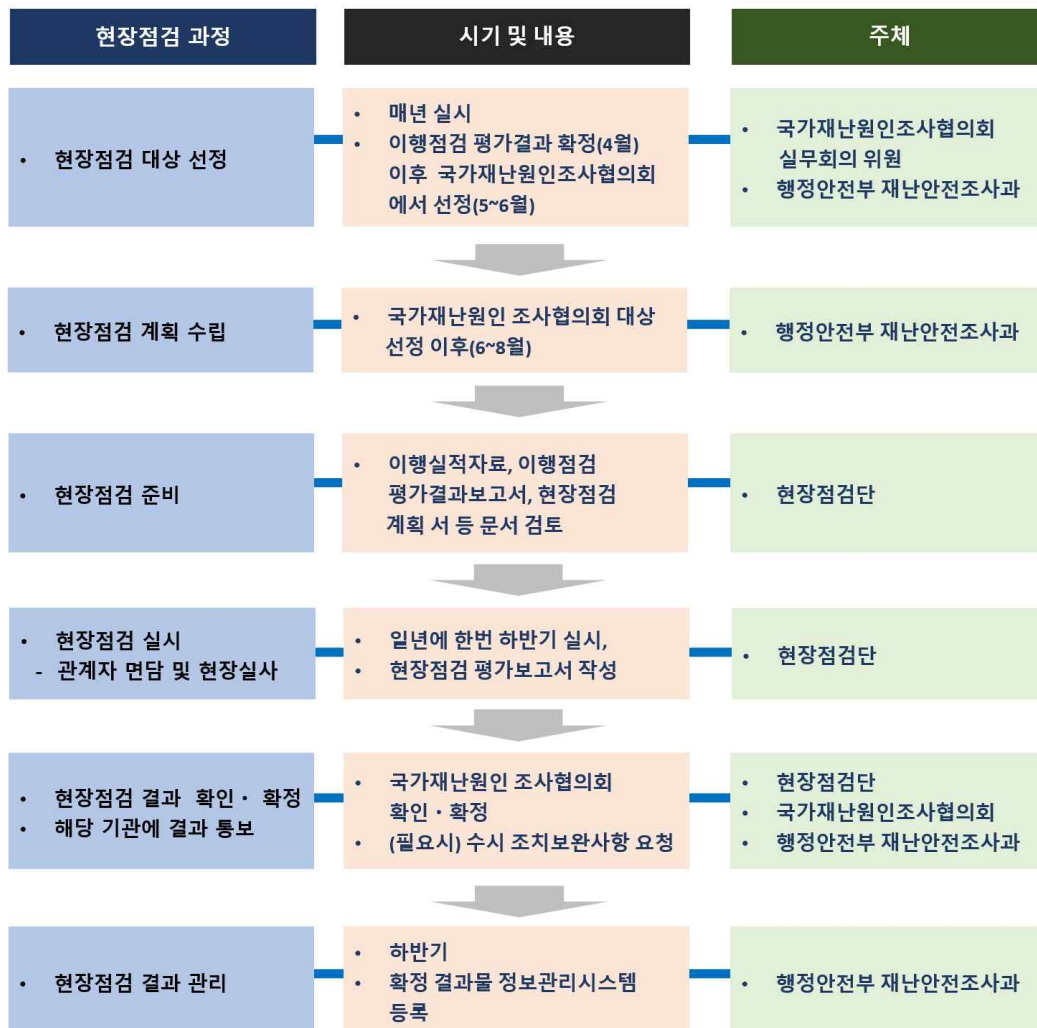 현장점검 과정
시기 및 내용
주체
• 현장점검 대상 선정
• 매년 실시
• 이행점검 평가결과 확정(4월)
이후 국가재난원인조사협의회
에서 선정(5~6월)
• 국가재난원인조사협의회
실무회의 위원
• 행정안전부 재난안전조사과
• 현장점검 계획 수립
• 국가재난원인 조사협의회 대상
선정 이후(6~8월)
• 행정안전부 재난안전조사과
• 현장점검 준비
• 이행실적자료, 이행점검
평가결과보고서, 현장점검
계획 서 등 문서 검토
• 현장점검단
• 현장점검 실시
- 관계자 면담 및 현장실사
• 일년에 한번 하반기 실시,
• 현장점검 평가보고서 작성
• 현장점검단
• 현장점검 결과 확인・ 확정
• 해당 기관에 결과 통보
• 국가재난원인 조사협의회
확인・확정
• (필요시) 수시 조치보완사항 요청
• 현장점검단
• 국가재난원인조사협의회
• 행정안전부 재난안전조사과
• 현장점검 결과 관리
• 하반기
• 확정 결과물 정보관리시스템
등록
• 행정안전부 재난안전조사과